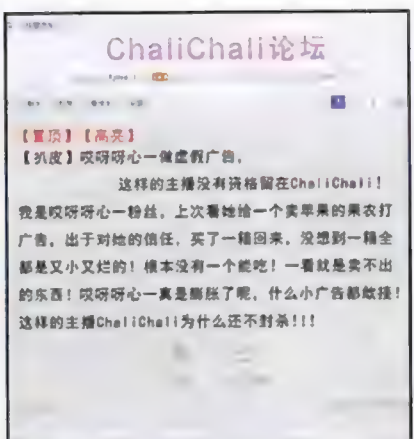 ChaliChali论坛
【置顶】【高亮】
【扒皮】哎呀呀心一做虚假广告，
这样的主播没有资格留在ChaliChali！
我是哎呀呀心一粉丝，上次看她给一个卖苹果的果农打
广告，出于对她的信任，买了一箱回来，没想到一箱全
都是又小又烂的！根本没有一个能吃！一看就是卖不出
的东西！哎呀呀心一真是膨胀了呢，什么小广告都敢接！
这样的主播ChaliChali为什么还不封杀！！！